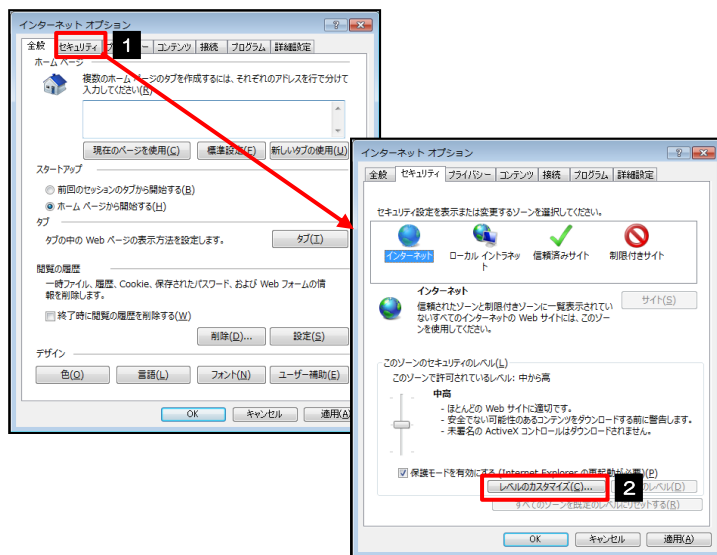 インターネット オプション
全般 セキュリティ コンテンツ 接続 プログラム 詳細設定
1
ホーム ページ
複数のホーム ページのタブを作成するには、それぞれのアドレスを行で分けて
入力してください(R)
現在のページを使用(C) 標準設定(F) 新しいタブの使用(U)
スタートアップ
前回のセッションのタブから開始する(B)
ホーム ページから開始する(H)
タブ
タブの中の Web ページの表示方法を設定します。 タブ(T)
閲覧の履歴
一時ファイル、履歴、Cookie、保存されたパスワード、および Web フォームの情
報を削除します。
終了時に閲覧の履歴を削除する(W)
削除(D)... 設定(S)
デザイン
色(O) 言語(L) フォント(N) ユーザー補助(E)
OK キャンセル 適用(A)
インターネット オプション
全般 セキュリティ プライバシー コンテンツ 接続 プログラム 詳細設定
セキュリティ設定を表示または変更するゾーンを選択してください。
インターネット ローカル イントラネッ 信頼済みサイト 制限付きサイト
ト
インターネット
信頼されたゾーンと制限付きゾーンに一覧表示されてい
ないすべてのインターネットの Web サイトには、このゾー
ンを使用してください。
サイト(S)
このゾーンのセキュリティのレベル(L)
このゾーンで許可されているレベル: 中から高
中高
- ほとんどの Web サイトに適切です。
- 安全でない可能性のあるコンテンツをダウンロードする前に警告します。
- 未署名の ActiveX コントロールはダウンロードされません。
保護モードを有効にする (Internet Explorer の再起動が必要)(P)
レベルのカスタマイズ(C)... 2 のレベル(D)
すべてのゾーンを既定のレベルにリセットする(R)
OK キャンセル 適用(A)